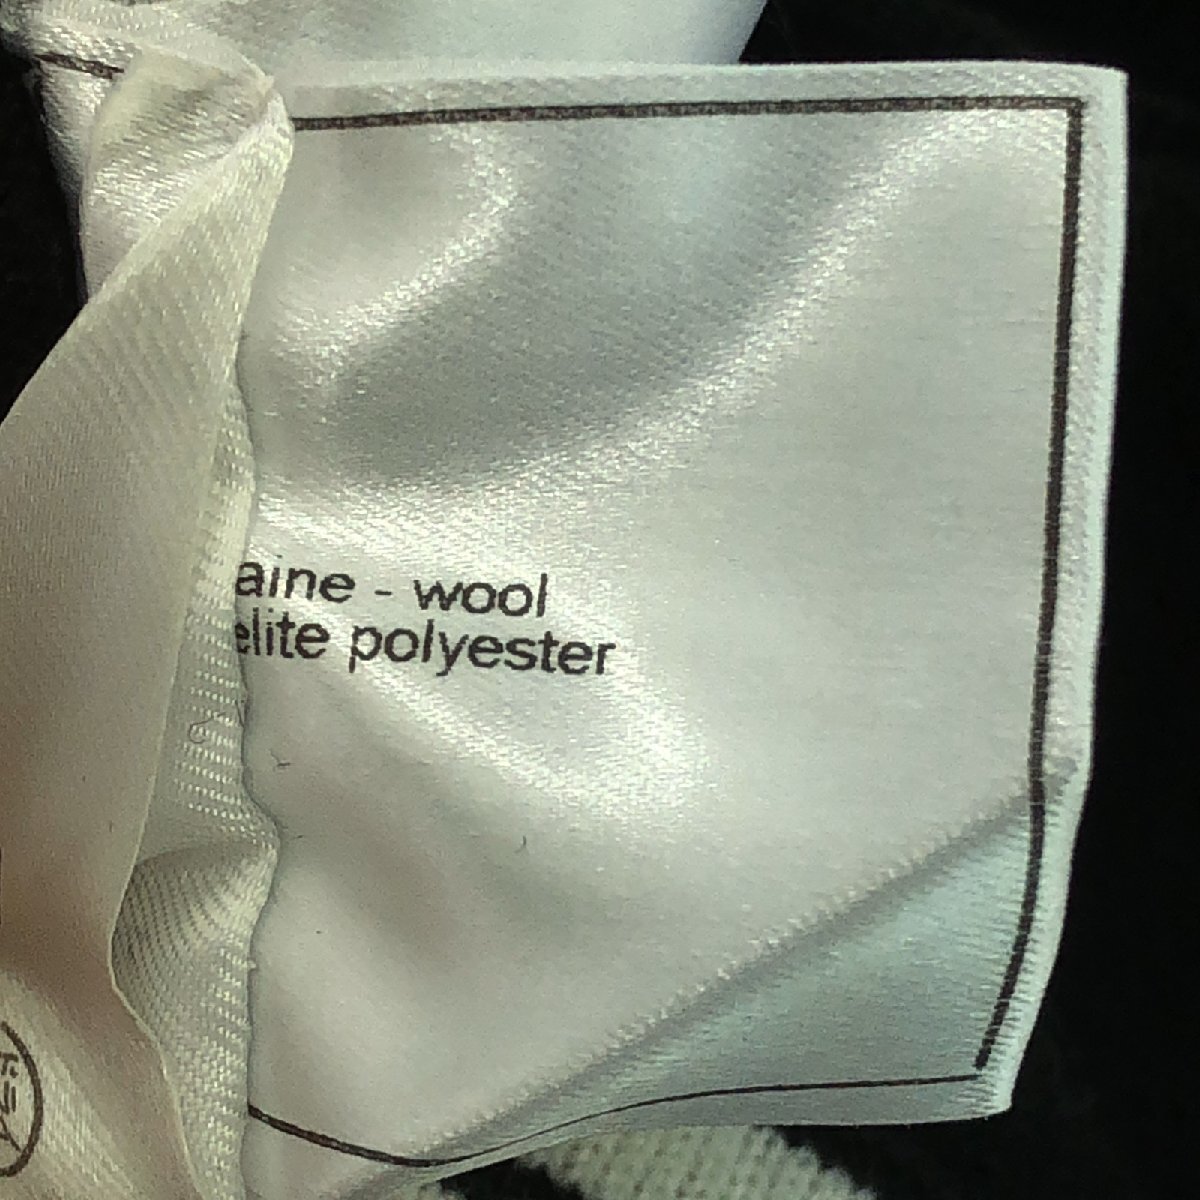 aine - wool
elite polyester